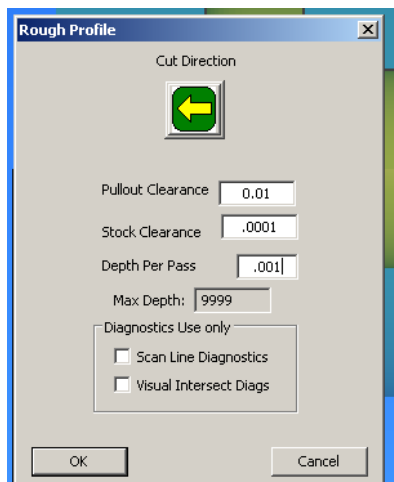 Rough Profile
Cut Direction
Pullout Clearance 0.01
Stock Clearance .0001
Depth Per Pass .001
Max Depth: 9999
Diagnostics Use only
Scan Line Diagnostics
Visual Intersect Diags
OK Cancel